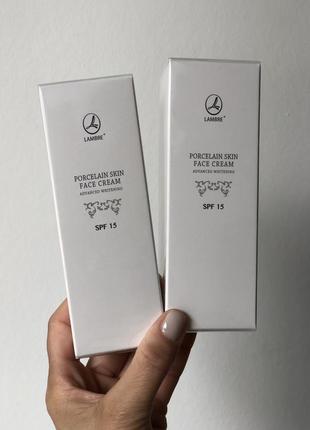 LAMBRE®
PORCELAIN SKIN
FACE CREAM
ADVANCED WHITENING
SPF 15
LAMBRE®
PORCELAIN SKIN
FACE CREAM
ADVANCED WHITENING
SPF 15